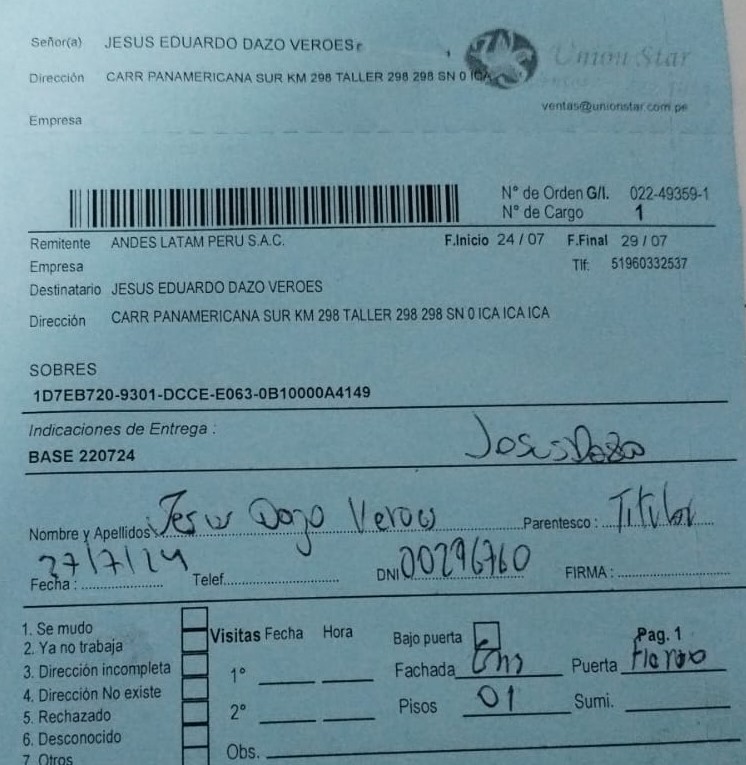 Señor(a) JESUS EDUARDO DAZO VEROES
Union Star
Dirección CARR PANAMERICANA SUR KM 298 TALLER 298 298 SN 0 ICA
ventas@unionstar.com.pe
Empresa
N° de Orden G/I. 022-49359-1
N° de Cargo 1
Remitente ANDES LATAM PERU S.A.C. F.Inicio 24 / 07 F.Final 29 / 07
Empresa Tlf: 51960332537
Destinatario JESUS EDUARDO DAZO VEROES
Dirección CARR PANAMERICANA SUR KM 298 TALLER 298 298 SN 0 ICA ICA ICA
SOBRES
1D7EB720-9301-DCCE-E063-0B10000A4149
Indicaciones de Entrega :
BASE 220724
Jesus Dazo
Nombre y Apellidos Jesus Dazo Veroes Parentesco : Titular
Fecha : 27/7/24 Telef. DNI 00296760 FIRMA :
1. Se mudo
2. Ya no trabaja
3. Dirección incompleta
4. Dirección No existe
5. Rechazado
6. Desconocido
7. Otros
Visitas Fecha Hora Bajo puerta Pag. 1
1° Fachada Puerta
2° Pisos 01 Sumi.
Obs.